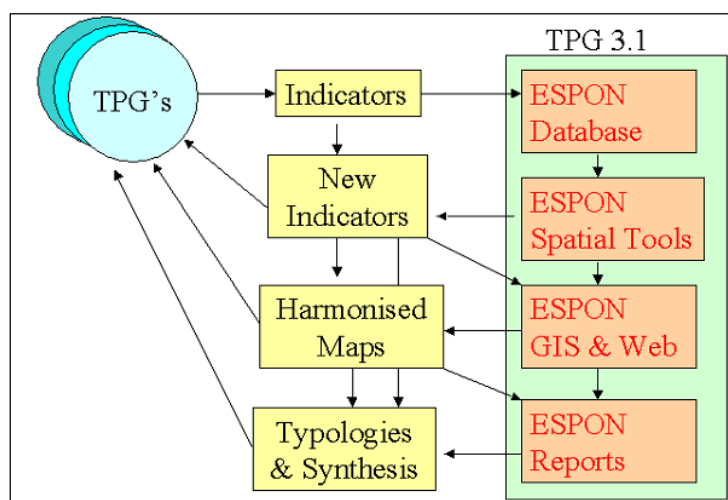 TPG 3.1
TPG's
Indicators
ESPON
Database
New
Indicators
ESPON
Spatial Tools
Harmonised
Maps
ESPON
GIS & Web
Typologies
& Synthesis
ESPON
Reports